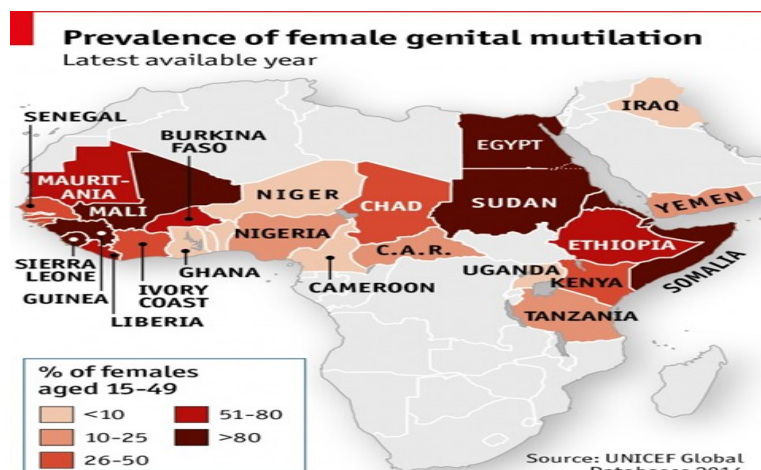 Prevalence of female genital mutilation
Latest available year
SENEGAL
BURKINA
FASO
IRAQ
EGYPT
MAURIT-
ANIA
MALI
NIGER
CHAD
SUDAN
YEMEN
NIGERIA
C.A.R.
ETHIOPIA
SOMALIA
SIERRA
LEONE
GUINEA
LIBERIA
IVORY
COAST
GHANA
CAMEROON
UGANDA
KENYA
TANZANIA
% of females
aged 15-49
<10
10-25
26-50
51-80
>80
Source: UNICEF Global